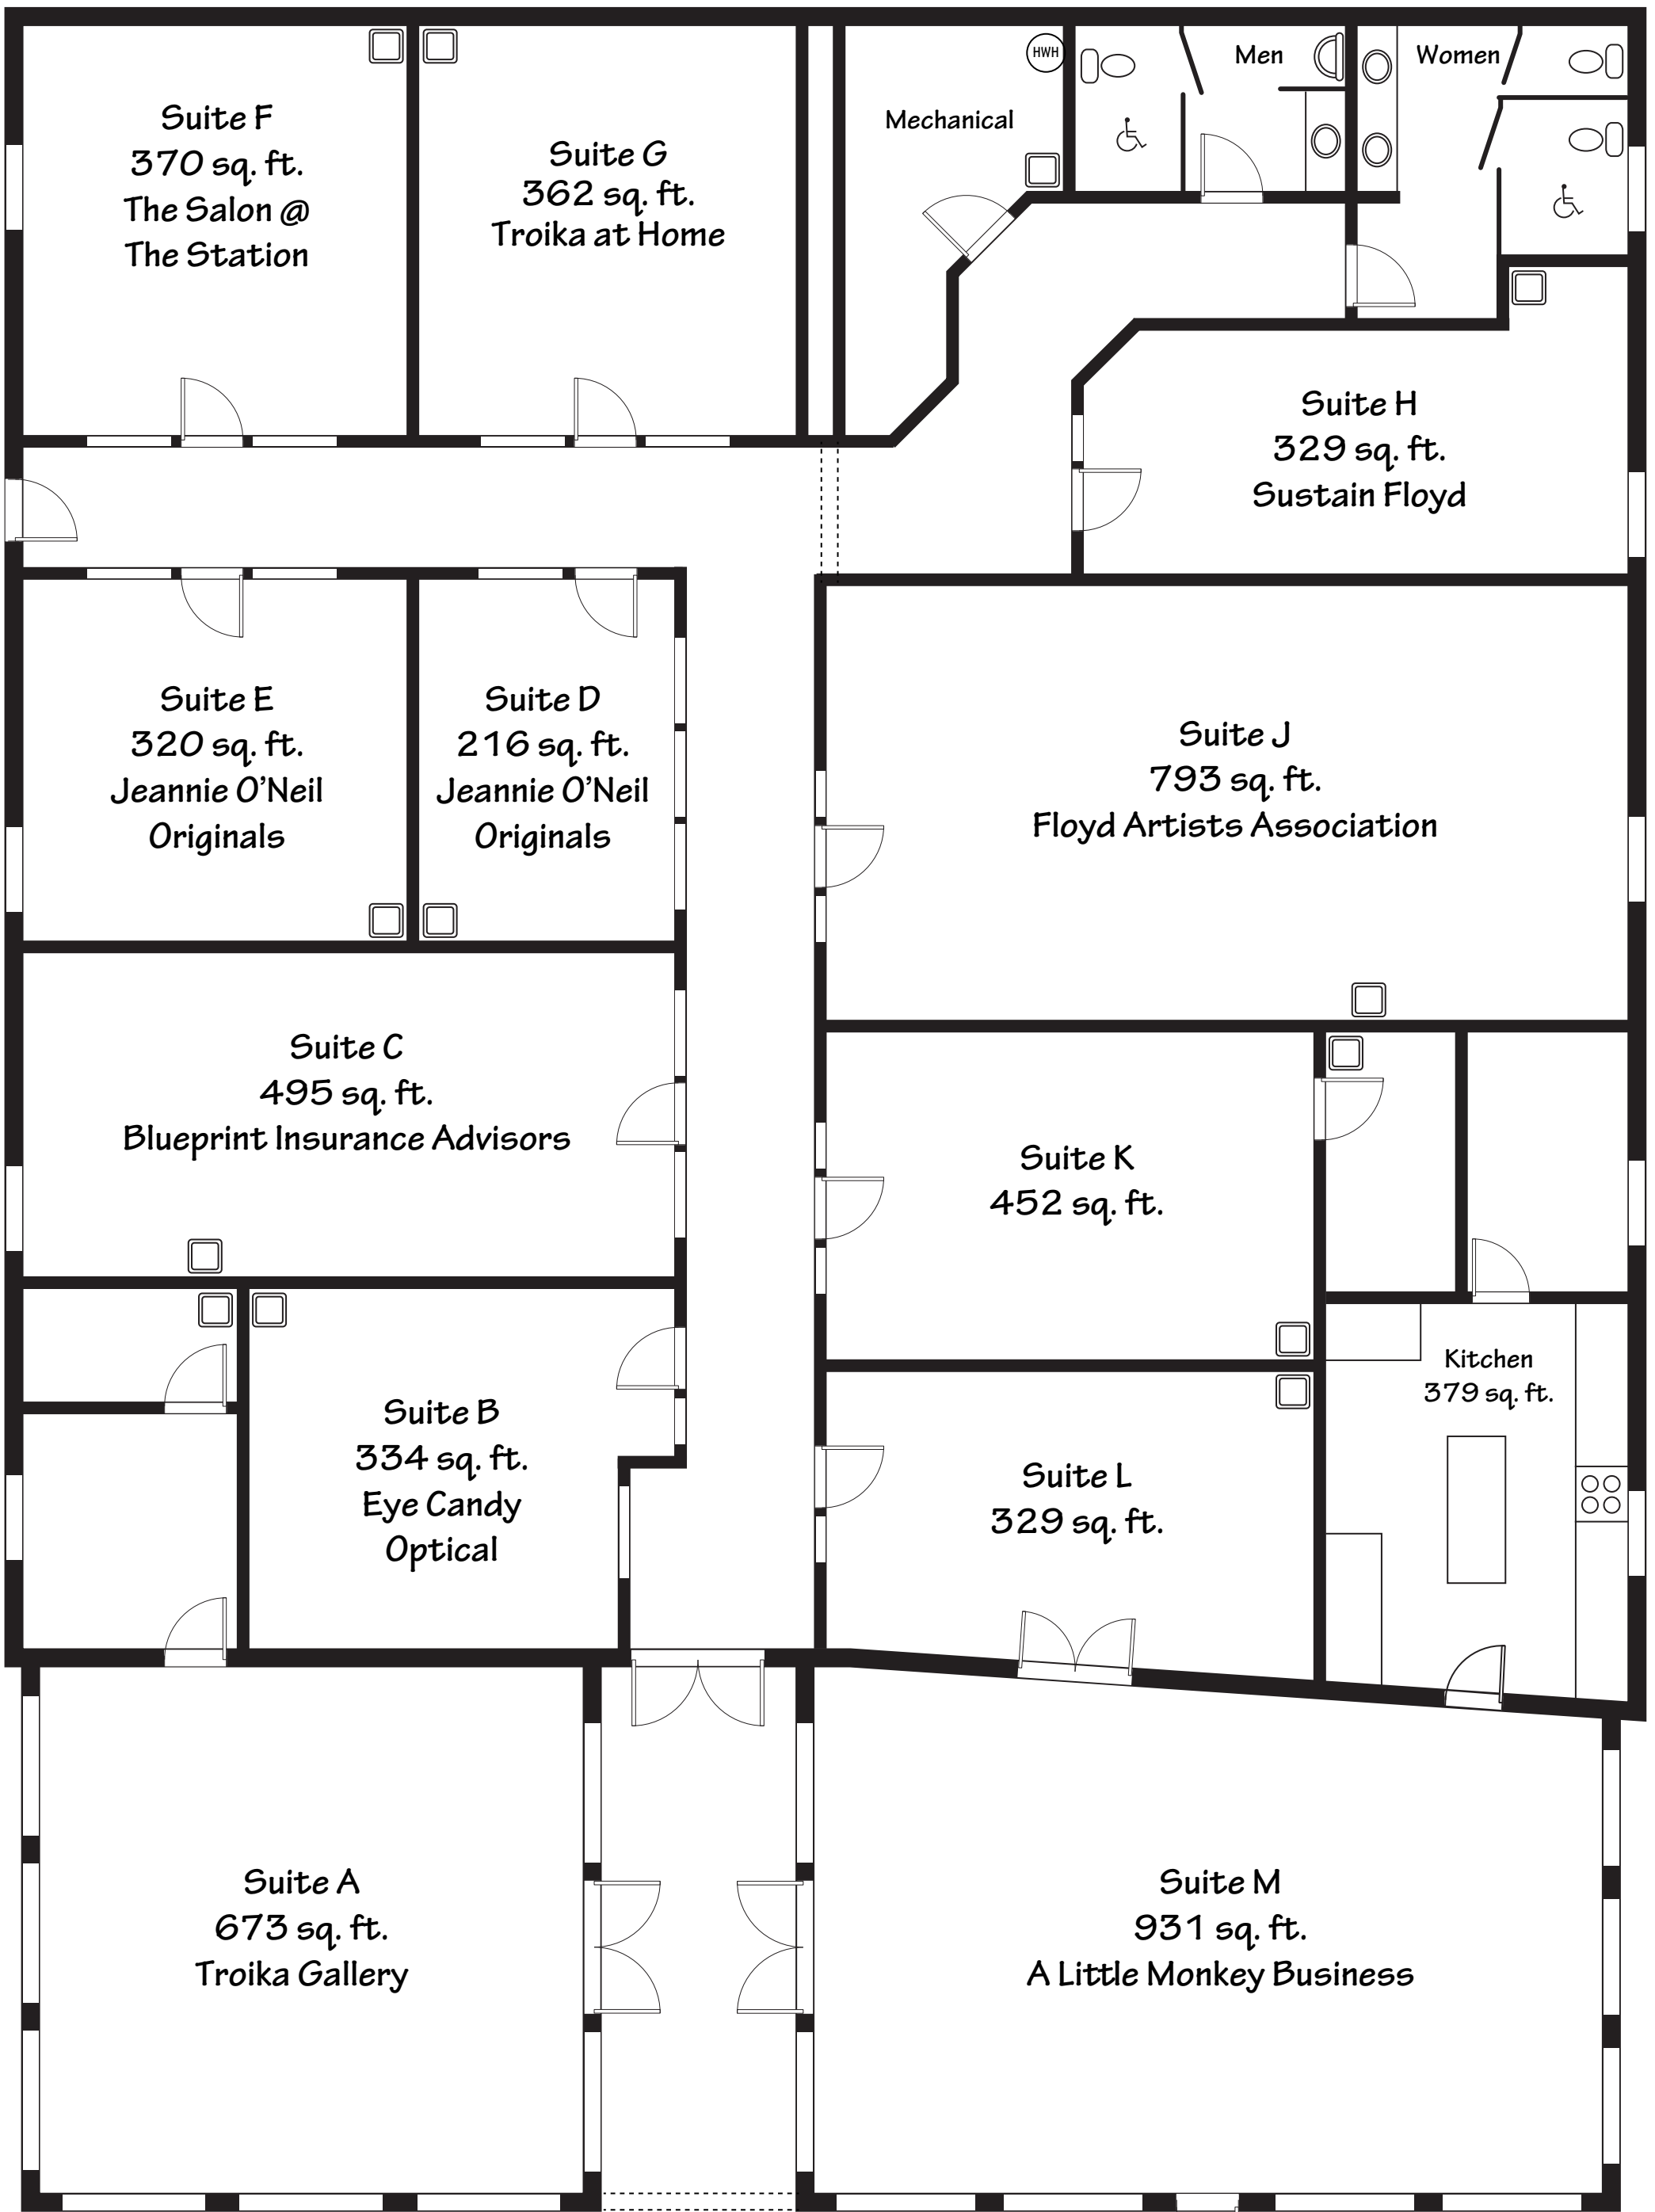 Suite F
370 sq. ft.
The Salon @
The Station
Suite G
362 sq. ft.
Troika at Home
Mechanical
HWH
Men
Women
Suite H
329 sq. ft.
Sustain Floyd
Suite E
320 sq. ft.
Jeannie O’Neil
Originals
Suite D
216 sq. ft.
Jeannie O’Neil
Originals
Suite J
793 sq. ft.
Floyd Artists Association
Suite C
495 sq. ft.
Blueprint Insurance Advisors
Suite K
452 sq. ft.
Kitchen
379 sq. ft.
Suite B
334 sq. ft.
Eye Candy
Optical
Suite L
329 sq. ft.
Suite A
673 sq. ft.
Troika Gallery
Suite M
931 sq. ft.
A Little Monkey Business